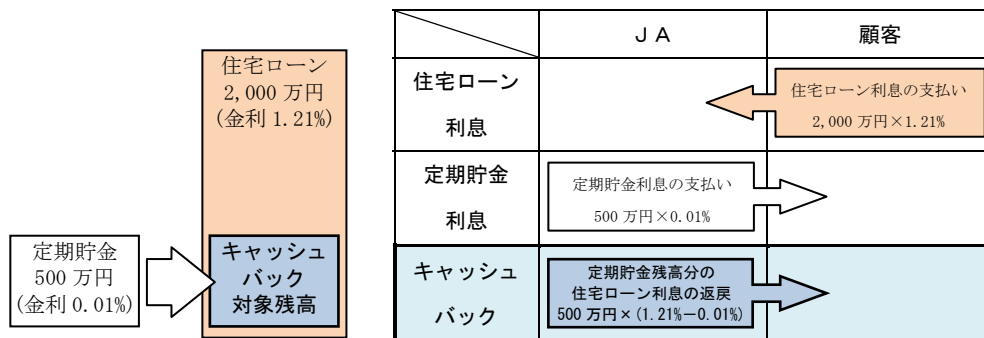 住宅ローン
2,000 万円
(金利 1.21%)
定期貯金
500 万円
(金利 0.01%)
キャッシュ
バック
対象残高
ＪＡ
顧客
住宅ローン
利息
住宅ローン利息の支払い
2,000 万円×1.21%
定期貯金
利息
定期貯金利息の支払い
500 万円×0.01%
キャッシュ
バック
定期貯金残高分の
住宅ローン利息の返戻
500 万円×(1.21%－0.01%)